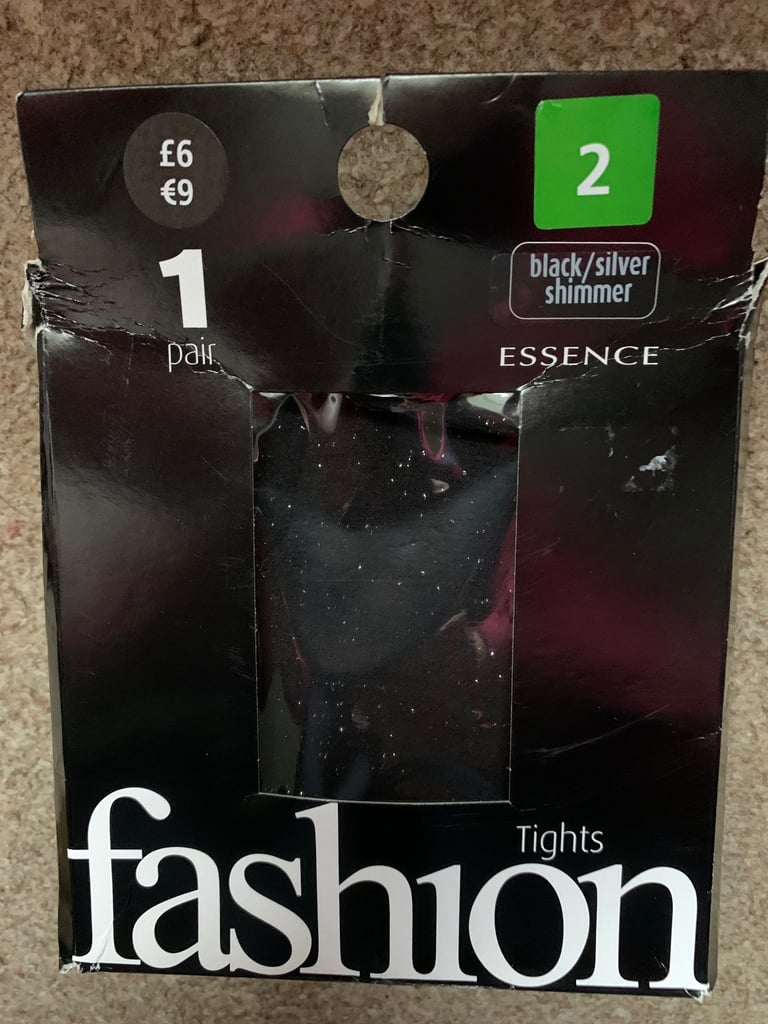 £6
€9
2
1
pair
black/silver
shimmer
ESSENCE
Tights
fashion